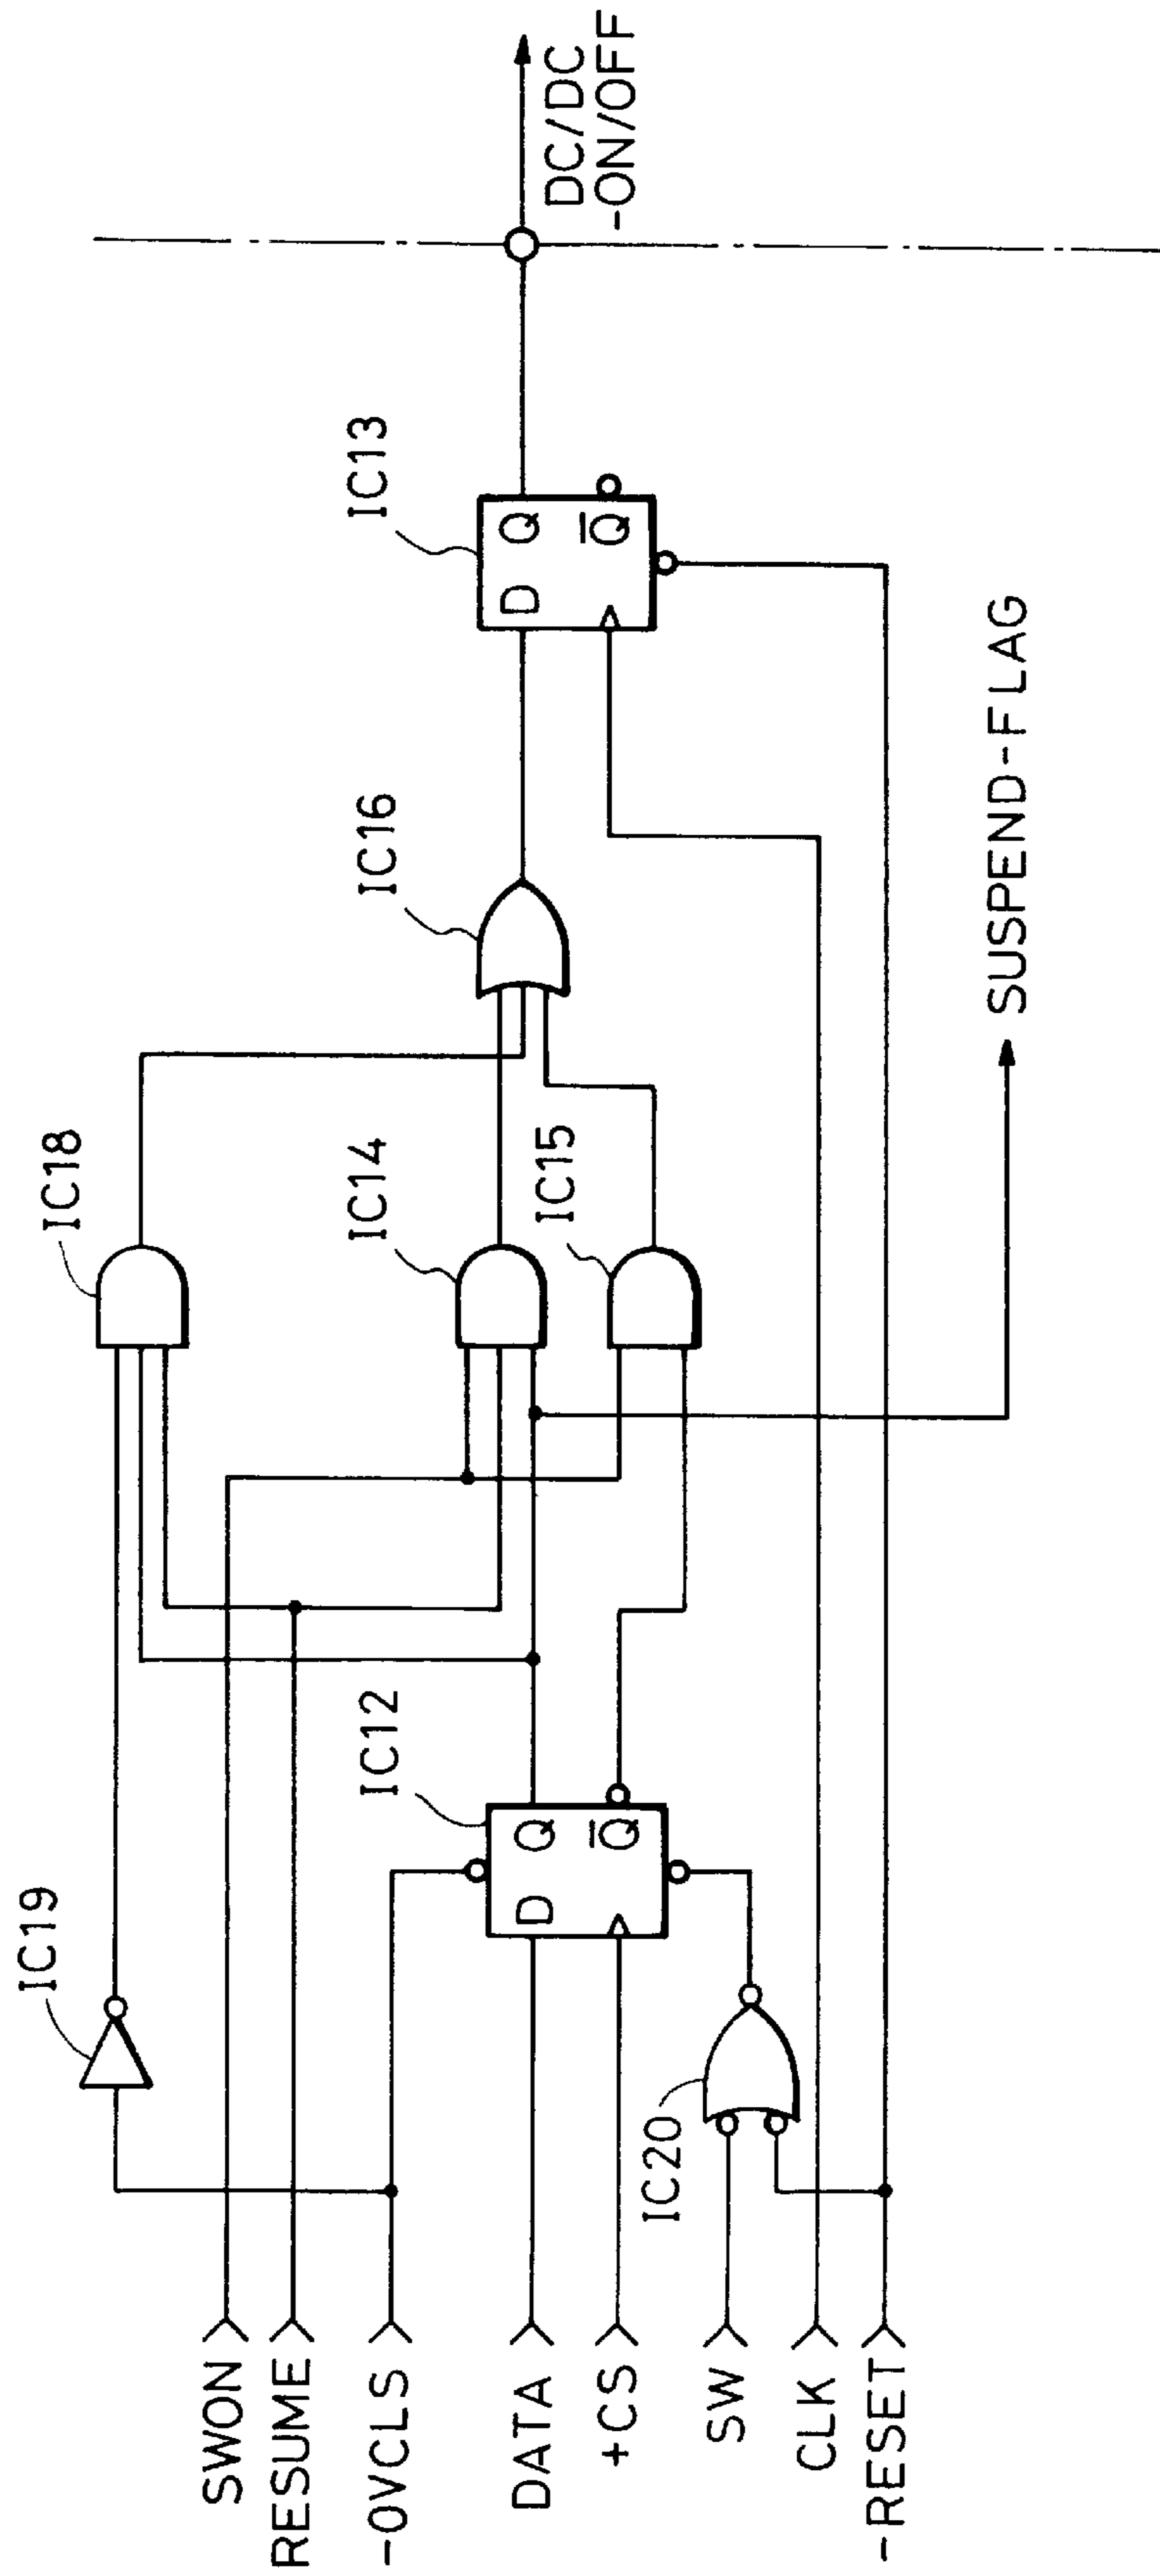 SWON
RESUME
-OVCLS
DATA
+CS
SW
CLK
-RESET
IC19
IC20
IC12
D
Q
Q̅
IC18
IC14
IC15
IC16
IC13
D
Q
Q̅
SUSPEND-FLAG
DC/DC
-ON/OFF